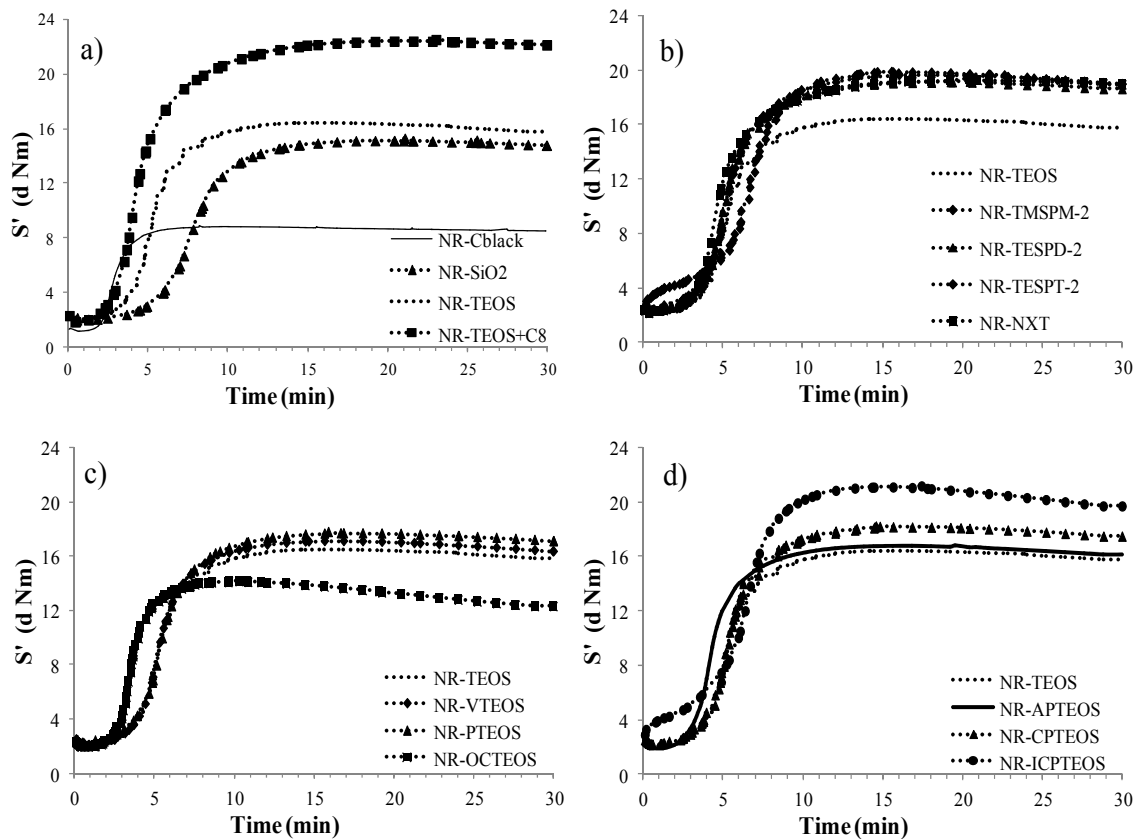 a)
24
20
16
12
8
4
0
S' (d Nm)
NR-Cblack
NR-SiO2
NR-TEOS
NR-TEOS+C8
0 5 10 15 20 25 30
Time (min)
b)
24
20
16
12
8
4
0
S' (d Nm)
NR-TEOS
NR-TMSPM-2
NR-TESPD-2
NR-TESPT-2
NR-NXT
0 5 10 15 20 25 30
Time (min)
c)
24
20
16
12
8
4
0
S' (d Nm)
NR-TEOS
NR-VTEOS
NR-PTEOS
NR-OCTEOS
0 5 10 15 20 25 30
Time (min)
d)
24
20
16
12
8
4
0
S' (d Nm)
NR-TEOS
NR-APTEOS
NR-CPTEOS
NR-ICPTEOS
0 5 10 15 20 25 30
Time (min)